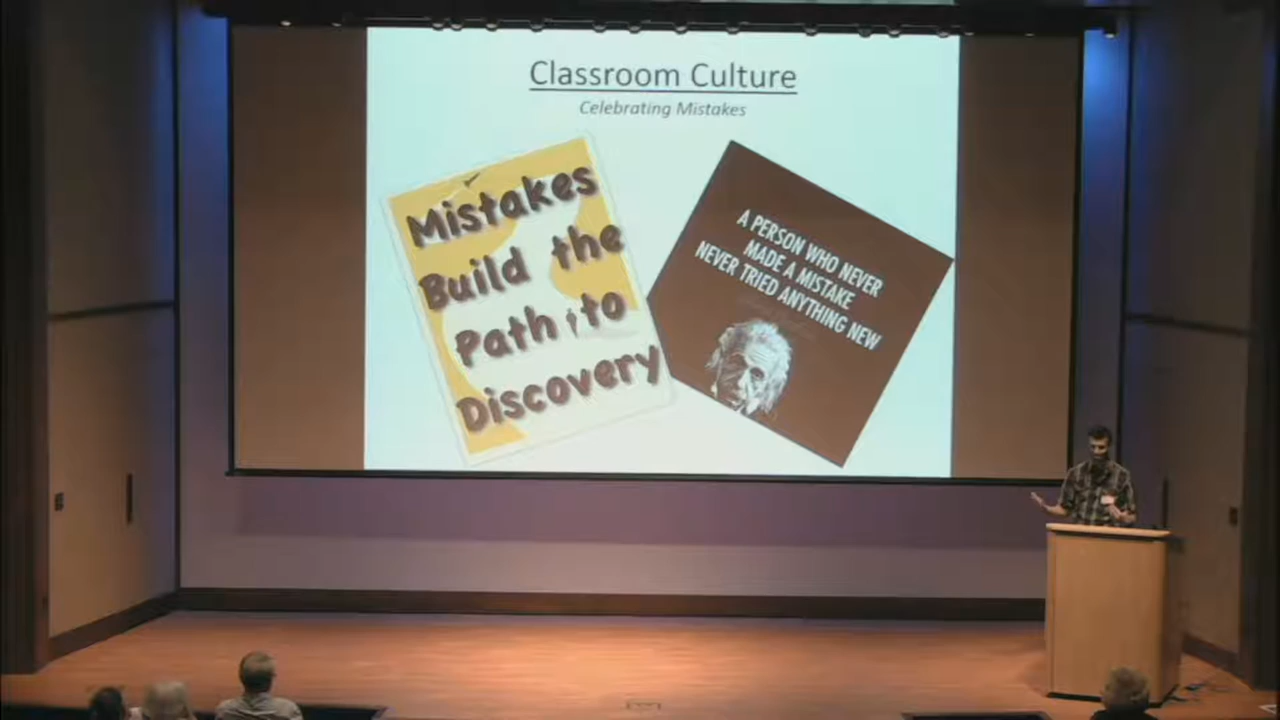 Classroom Culture
Celebrating Mistakes
Mistakes
Build the
Path to
Discovery
A PERSON WHO NEVER
MADE A MISTAKE
NEVER TRIED ANYTHING NEW